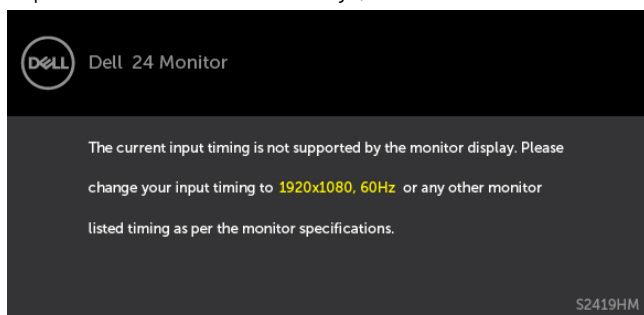 DELL Dell 24 Monitor
The current input timing is not supported by the monitor display. Please
change your input timing to 1920x1080, 60Hz or any other monitor
listed timing as per the monitor specifications.
S2419HM